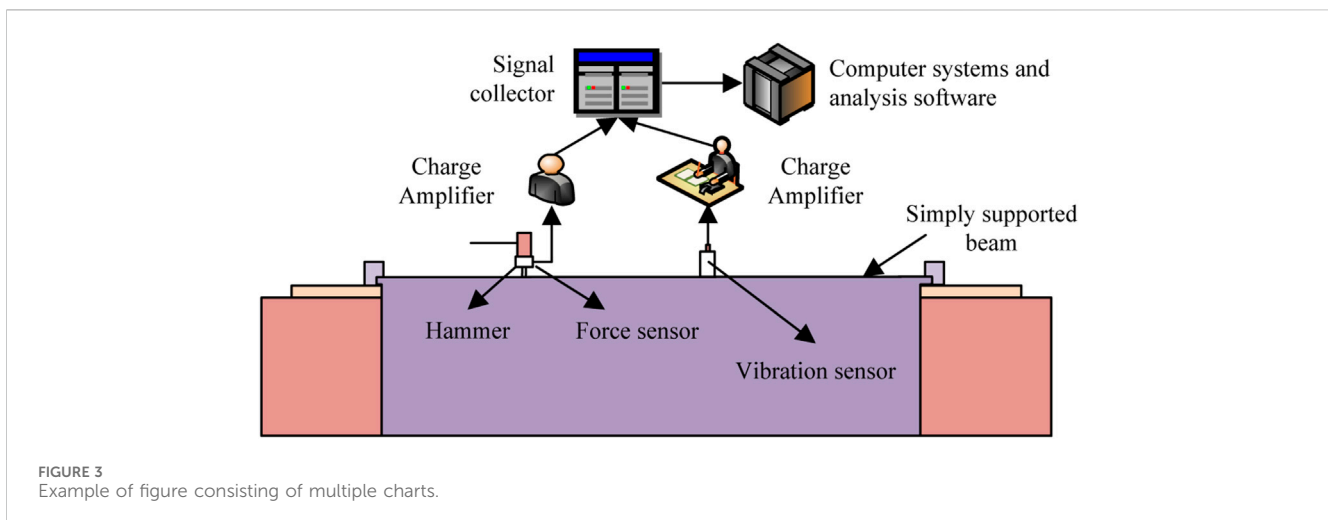 Signal
collector
Computer systems and
analysis software
Charge
Amplifier
Charge
Amplifier
Simply supported
beam
Hammer
Force sensor
Vibration sensor
FIGURE 3
Example of figure consisting of multiple charts.